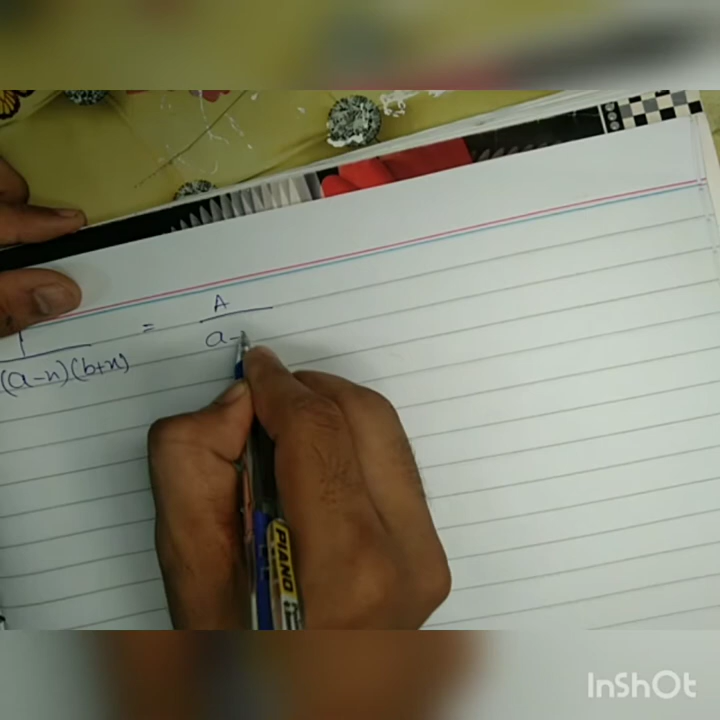 1/(a-x)(b+x) = A/a-
PIANO
InShOt